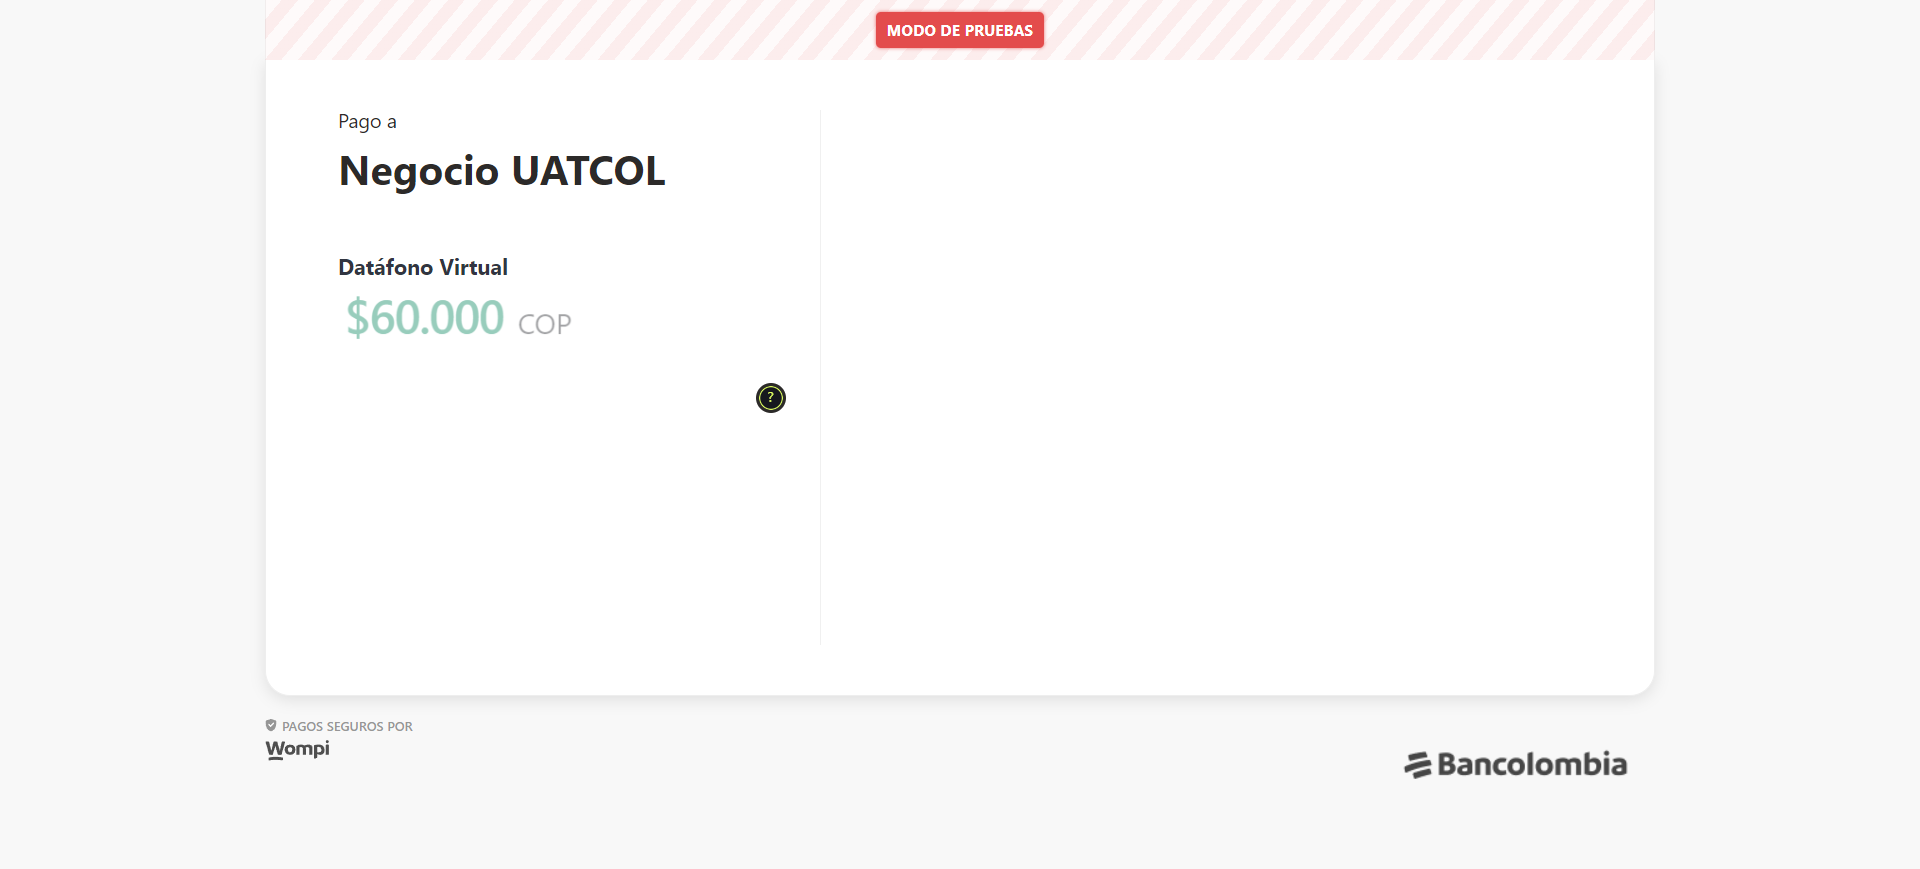 MODO DE PRUEBAS
Pago a
Negocio UATCOL
Datáfono Virtual
$60.000 COP
?
PAGOS SEGUROS POR
Wompi
Bancolombia